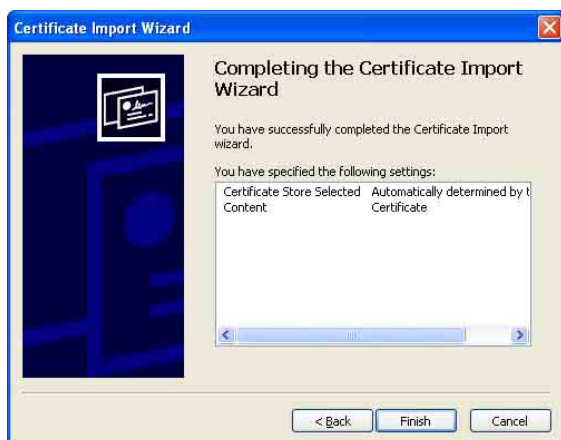 Certificate Import Wizard
Completing the Certificate Import
Wizard
You have successfully completed the Certificate Import
wizard.
You have specified the following settings:
Certificate Store Selected Automatically determined by t
Content Certificate
< Back Finish Cancel